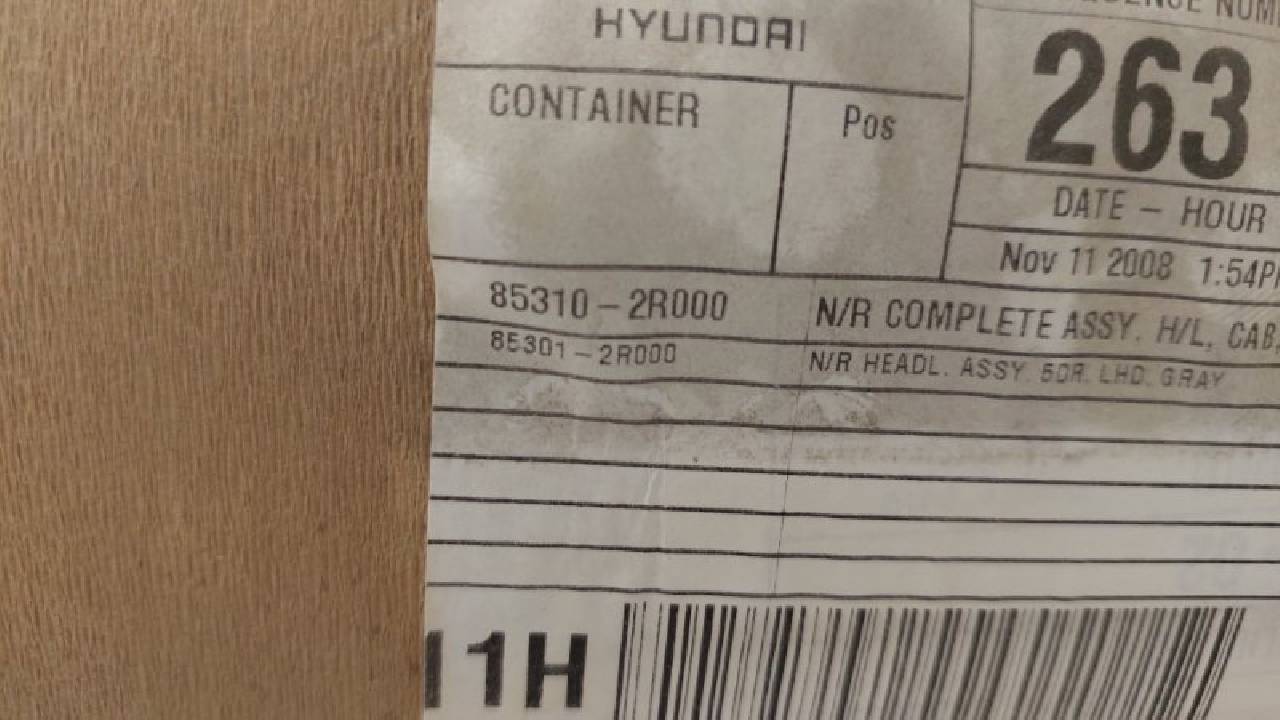 HYUNDAI
NUM
263
CONTAINER
Pos
DATE - HOUR
Nov 11 2008 1:54P
85310-2R000 N/R COMPLETE ASSY. H/L, CAB.
85301-2R000 N/R HEADL. ASSY. 5DR. LHD. GRAY
11H